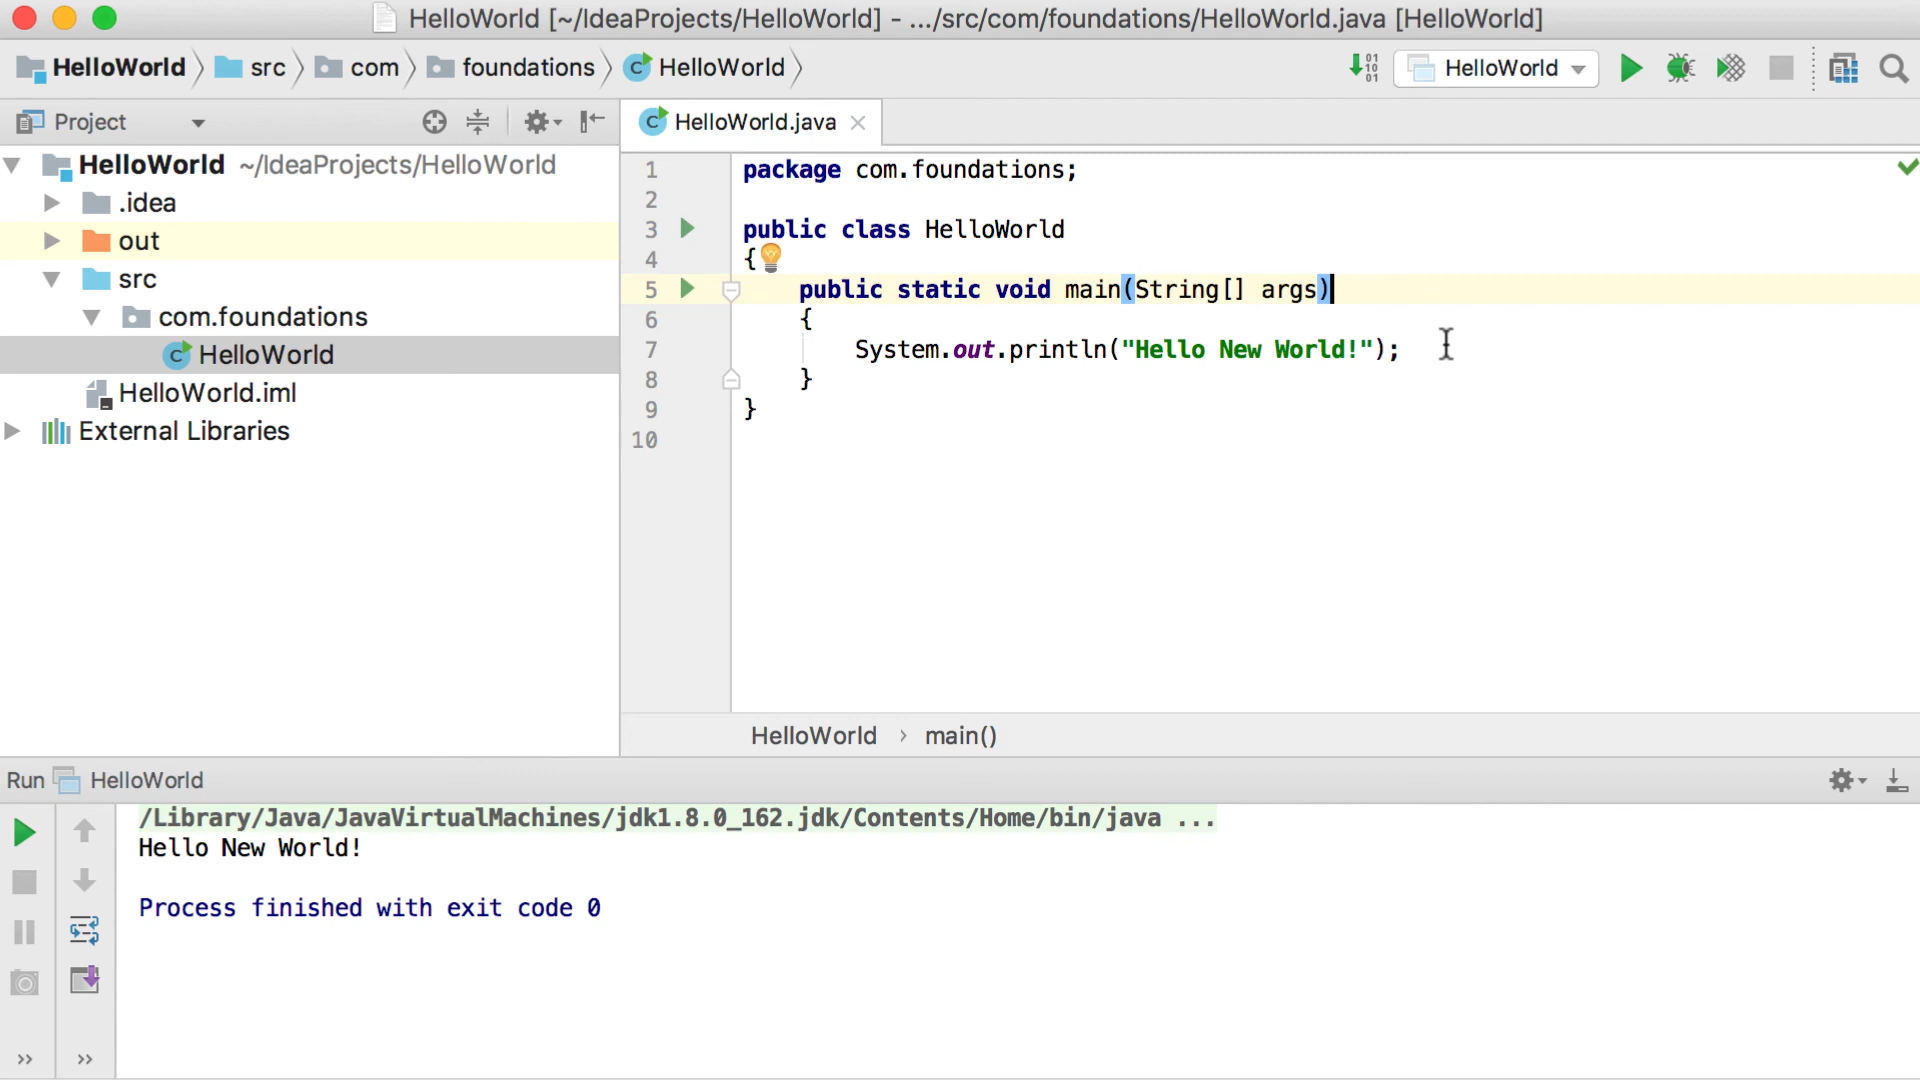 HelloWorld [~/IdeaProjects/HelloWorld] - .../src/com/foundations/HelloWorld.java [HelloWorld]
HelloWorld src com foundations HelloWorld HelloWorld
Project
HelloWorld.java
HelloWorld ~/IdeaProjects/HelloWorld
.idea
out
src
com.foundations
HelloWorld
HelloWorld.iml
External Libraries
1 package com.foundations;
2
3 public class HelloWorld
4 {
5 public static void main(String[] args)
6 {
7 System.out.println("Hello New World!");
8 }
9 }
10
HelloWorld › main()
Run HelloWorld
/Library/Java/JavaVirtualMachines/jdk1.8.0_162.jdk/Contents/Home/bin/java ...
Hello New World!
Process finished with exit code 0